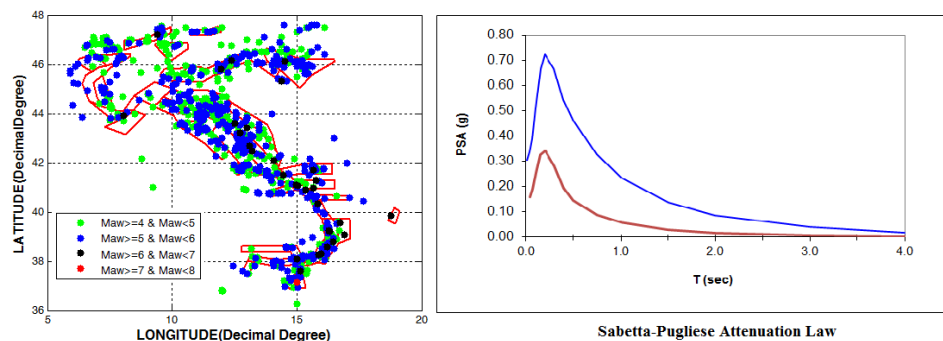 48
46
44
42
40
38
36
LATITUDE(DecimalDegree)
Maw>=4 & Maw<5
Maw>=5 & Maw<6
Maw>=6 & Maw<7
Maw>=7 & Maw<8
5
10
15
20
LONGITUDE(Decimal Degree)
0.80
0.70
0.60
0.50
0.40
0.30
0.20
0.10
0.00
PSA (g)
0.0
1.0
2.0
3.0
4.0
T (sec)
Sabetta-Pugliese Attenuation Law